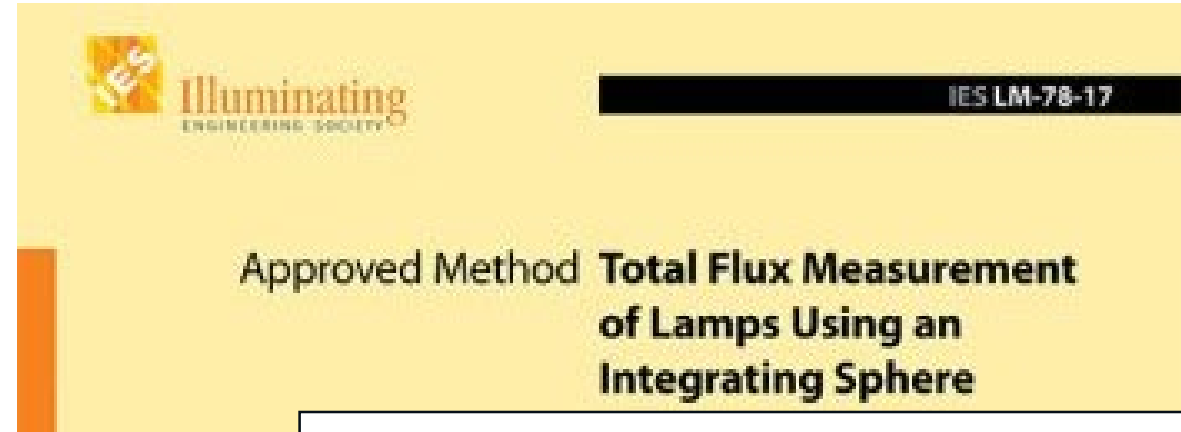 IES
Illuminating
ENGINEERING SOCIETY
IES LM-78-17
Approved Method Total Flux Measurement
of Lamps Using an
Integrating Sphere